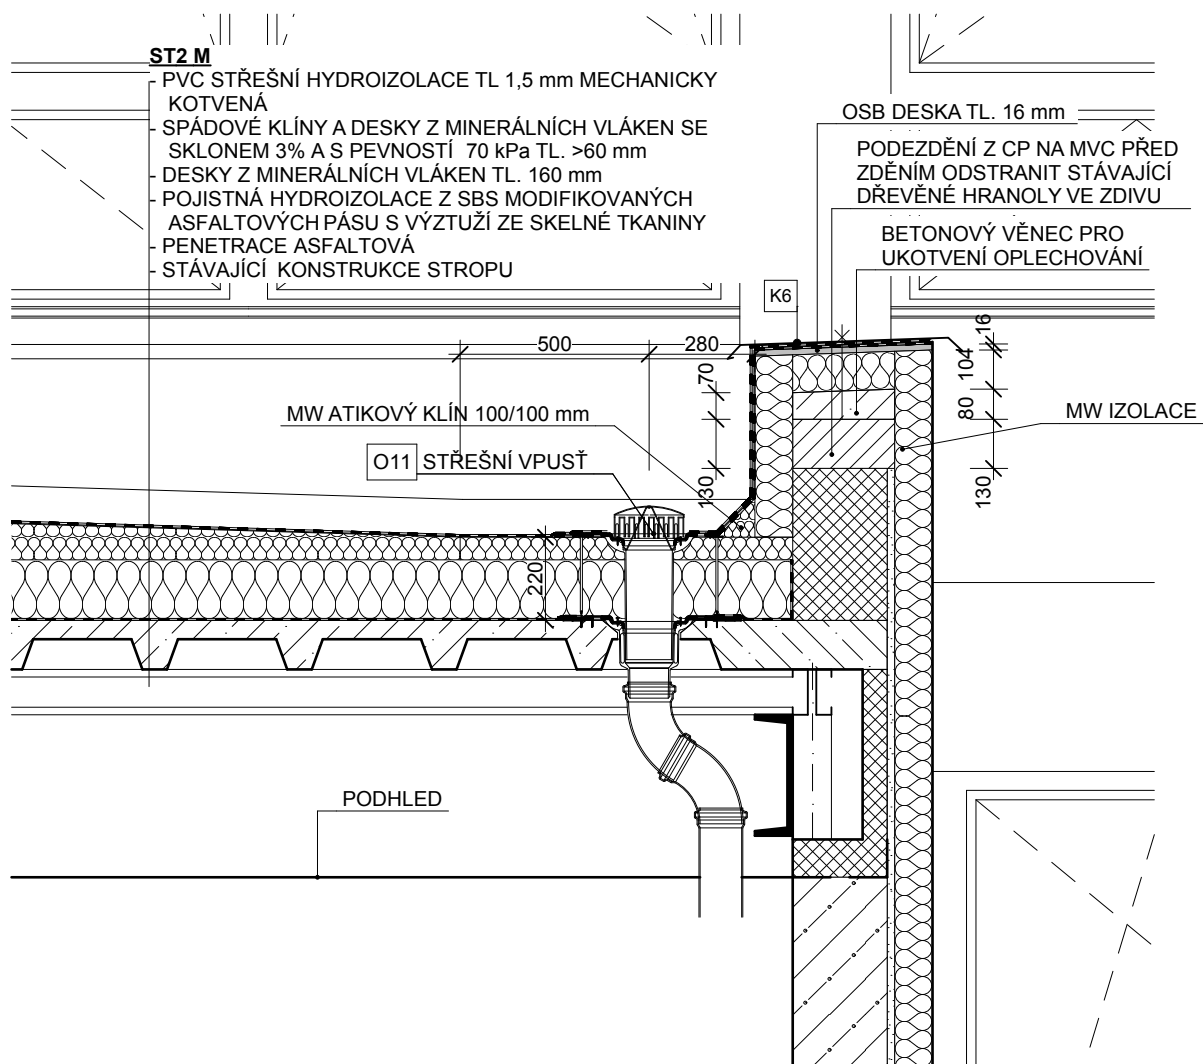 ST2 M
- PVC STŘEŠNÍ HYDROIZOLACE TL 1,5 mm MECHANICKY
KOTVENÁ
- SPÁDOVÉ KLÍNY A DESKY Z MINERÁLNÍCH VLÁKEN SE
SKLONEM 3% A S PEVNOSTÍ 70 kPa TL. >60 mm
- DESKY Z MINERÁLNÍCH VLÁKEN TL. 160 mm
- POJISTNÁ HYDROIZOLACE Z SBS MODIFIKOVANÝCH
ASFALTOVÝCH PÁSU S VÝZTUŽÍ ZE SKELNÉ TKANINY
- PENETRACE ASFALTOVÁ
- STÁVAJÍCÍ KONSTRUKCE STROPU
OSB DESKA TL. 16 mm
PODEZDĚNÍ Z CP NA MVC PŘED
ZDĚNÍM ODSTRANIT STÁVAJÍCÍ
DŘEVĚNÉ HRANOLY VE ZDIVU
BETONOVÝ VĚNEC PRO
UKOTVENÍ OPLECHOVÁNÍ
K6
500
280
16
104
70
80
130
130
MW ATIKOVÝ KLÍN 100/100 mm
MW IZOLACE
O11 STŘEŠNÍ VPUSŤ
220
PODHLED